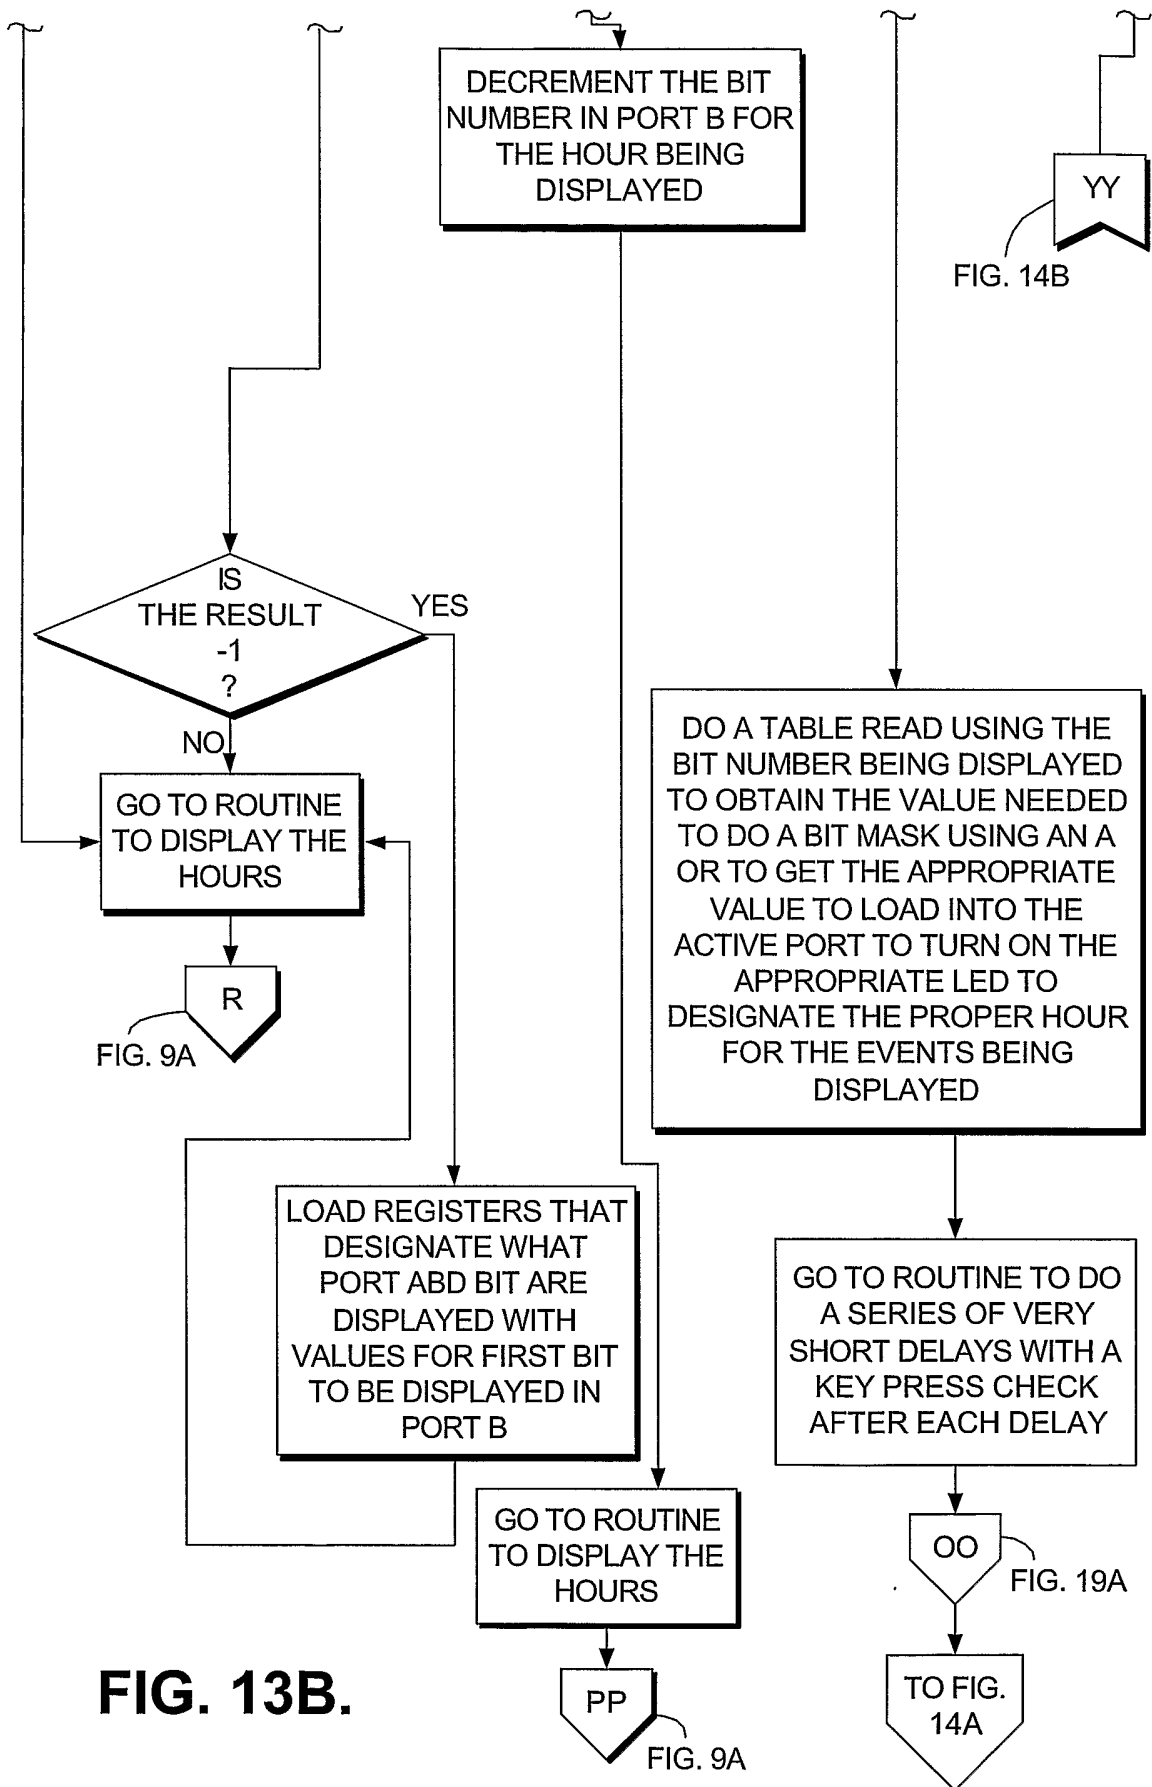 DECREMENT THE BIT
NUMBER IN PORT B FOR
THE HOUR BEING
DISPLAYED
YY
FIG. 14B
IS
THE RESULT
-1
?
YES
NO
GO TO ROUTINE
TO DISPLAY THE
HOURS
R
FIG. 9A
DO A TABLE READ USING THE
BIT NUMBER BEING DISPLAYED
TO OBTAIN THE VALUE NEEDED
TO DO A BIT MASK USING AN A
OR TO GET THE APPROPRIATE
VALUE TO LOAD INTO THE
ACTIVE PORT TO TURN ON THE
APPROPRIATE LED TO
DESIGNATE THE PROPER HOUR
FOR THE EVENTS BEING
DISPLAYED
LOAD REGISTERS THAT
DESIGNATE WHAT
PORT ABD BIT ARE
DISPLAYED WITH
VALUES FOR FIRST BIT
TO BE DISPLAYED IN
PORT B
GO TO ROUTINE TO DO
A SERIES OF VERY
SHORT DELAYS WITH A
KEY PRESS CHECK
AFTER EACH DELAY
GO TO ROUTINE
TO DISPLAY THE
HOURS
OO
FIG. 19A
PP
FIG. 9A
TO FIG.
14A
FIG. 13B.